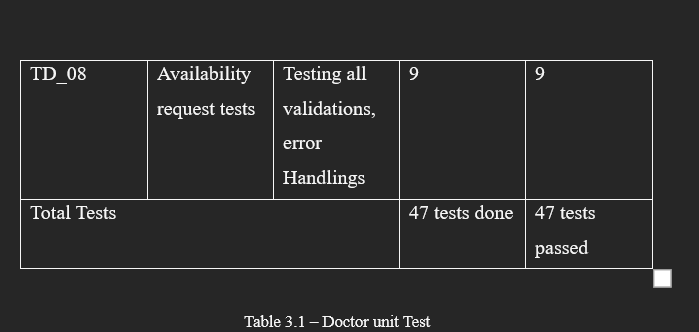 TD_08 Availability Testing all 9 9
request tests validations,
error
Handlings
Total Tests 47 tests done 47 tests
passed
Table 3.1 – Doctor unit Test